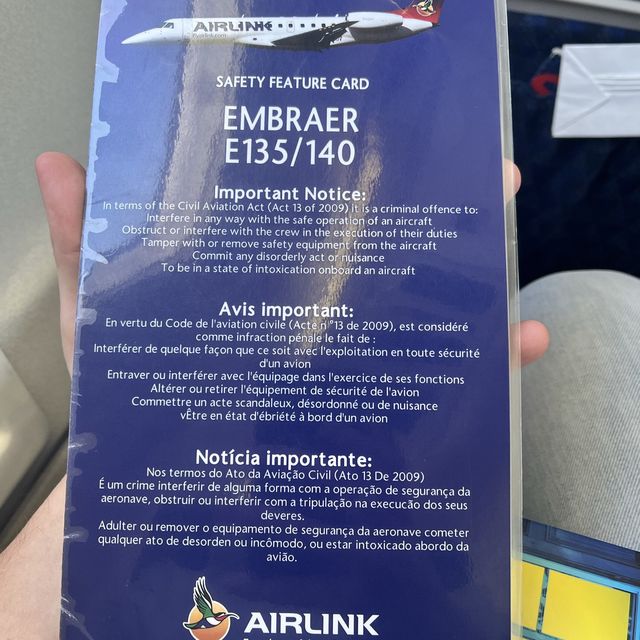 AIRLINK
flyairlink.com
SAFETY FEATURE CARD
EMBRAER
E135/140
Important Notice:
In terms of the Civil Aviation Act (Act 13 of 2009) it is a criminal offence to:
Interfere in any way with the safe operation of an aircraft
Obstruct or interfere with the crew in the execution of their duties
Tamper with or remove safety equipment from the aircraft
Commit any disorderly act or nuisance
To be in a state of intoxication onboard an aircraft
Avis important:
En vertu du Code de l'aviation civile (Acte n°13 de 2009), est considéré
comme infraction pénale le fait de :
Interférer de quelque façon que ce soit avec l'exploitation en toute sécurité
d'un avion
Entraver ou interférer avec l'équipage dans l'exercice de ses fonctions
Altérer ou retirer l'équipement de sécurité de l'avion
Commettre un acte scandaleux, désordonné ou de nuisance
vÊtre en état d'ébriété à bord d'un avion
Notícia importante:
Nos termos do Ato da Aviação Civil (Ato 13 De 2009)
É um crime interferir de alguma forma com a operação de segurança da
aeronave, obstruir ou interferir com a tripulação na execucão dos seus
deveres.
Adulter ou remover o equipamento de segurança da aeronave cometer
qualquer ato de desorden ou incômodo, ou estar intoxicado abordo da
avião.
AIRLINK